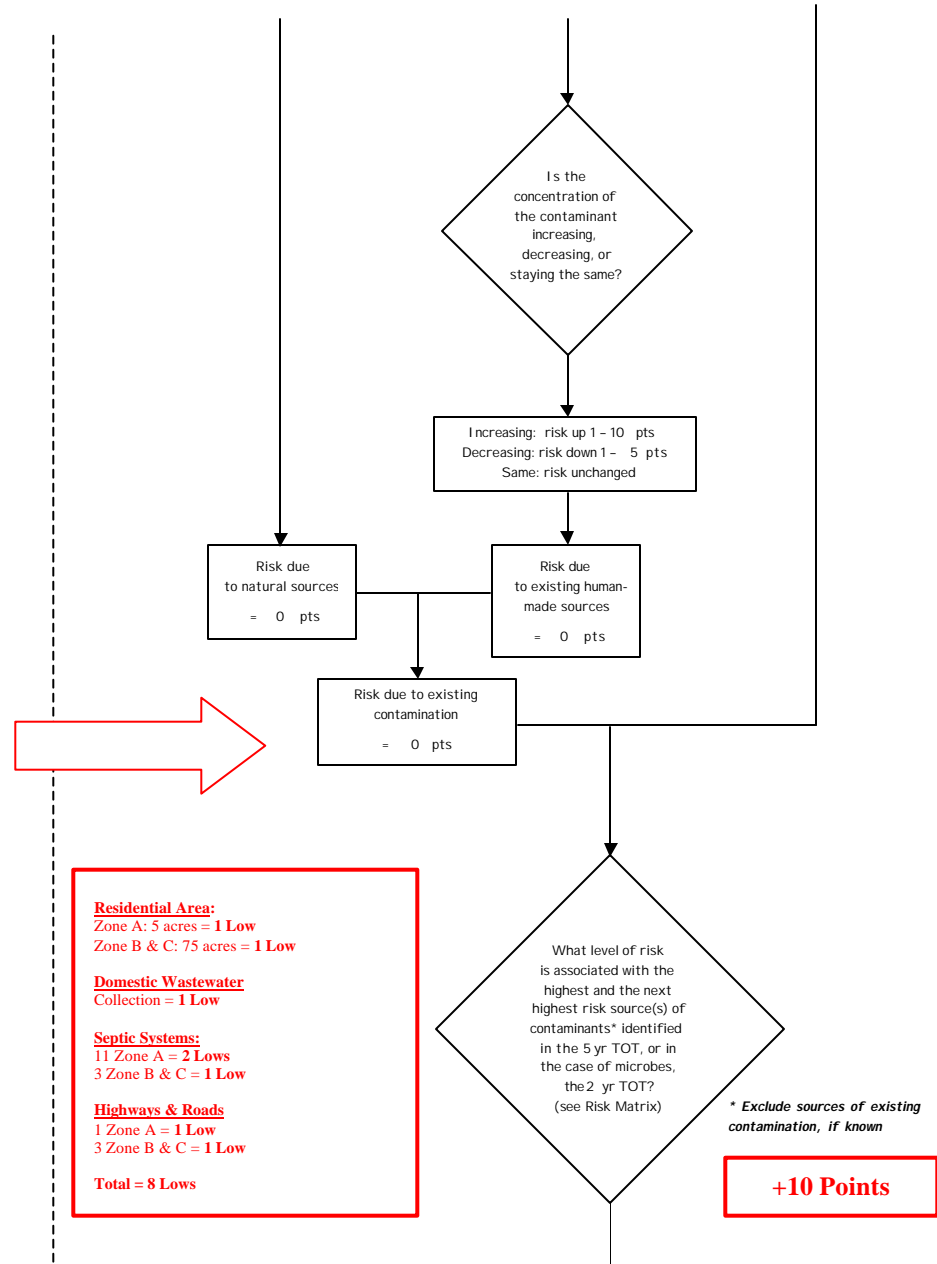 Is the
concentration of
the contaminant
increasing,
decreasing, or
staying the same?
Increasing: risk up 1 – 10 pts
Decreasing: risk down 1 – 5 pts
Same: risk unchanged
Risk due
to natural sources
= 0 pts
Risk due
to existing human-
made sources
= 0 pts
Risk due to existing
contamination
= 0 pts
Residential Area:
Zone A: 5 acres = 1 Low
Zone B & C: 75 acres = 1 Low
Domestic Wastewater
Collection = 1 Low
Septic Systems:
11 Zone A = 2 Lows
3 Zone B & C = 1 Low
Highways & Roads
1 Zone A = 1 Low
3 Zone B & C = 1 Low
Total = 8 Lows
What level of risk
is associated with the
highest and the next
highest risk source(s) of
contaminants* identified
in the 5 yr TOT, or in
the case of microbes,
the 2 yr TOT?
(see Risk Matrix)
* Exclude sources of existing
contamination, if known
+10 Points